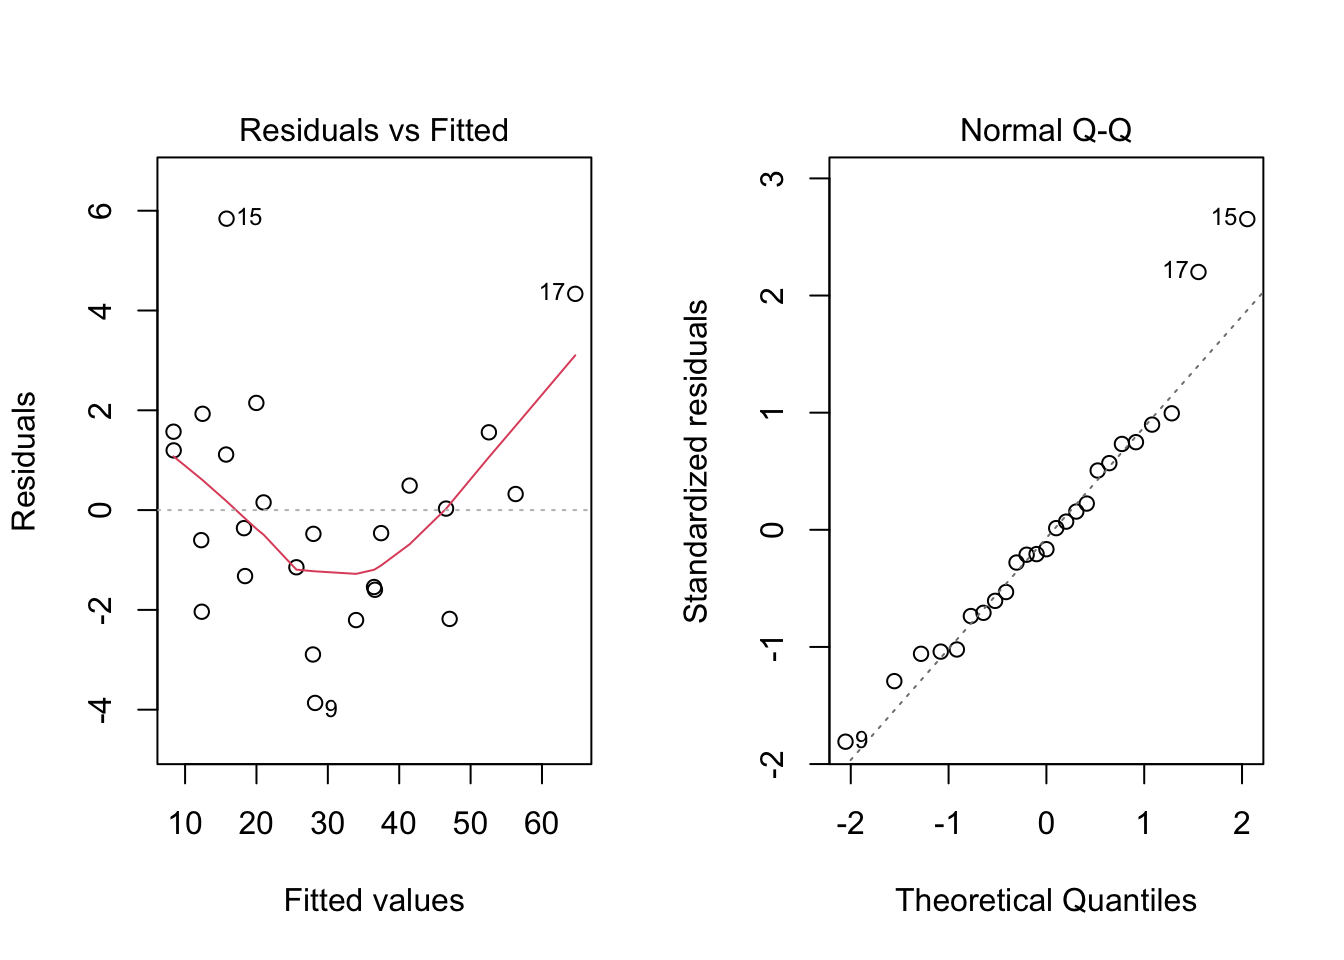 Residuals vs Fitted
Residuals
6
4
2
0
-2
-4
15
17
9
10 20 30 40 50 60
Fitted values
Normal Q-Q
Standardized residuals
3
2
1
0
-1
-2
15
17
9
-2 -1 0 1 2
Theoretical Quantiles